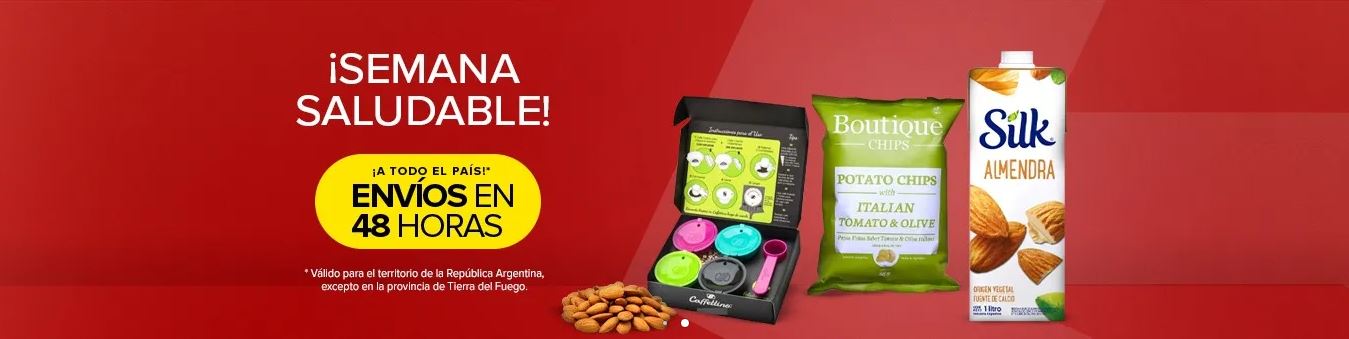 ¡SEMANA
SALUDABLE!
¡A TODO EL PAÍS!*
ENVÍOS EN
48 HORAS
* Válido para el territorio de la República Argentina,
excepto en la provincia de Tierra del Fuego.
Instrucciones para el Uso
Tips
Caffettino
Boutique
CHIPS
POTATO CHIPS
with
ITALIAN
TOMATO & OLIVE
Silk
ALMENDRA
ORIGEN VEGETAL
FUENTE DE CALCIO
1 litro